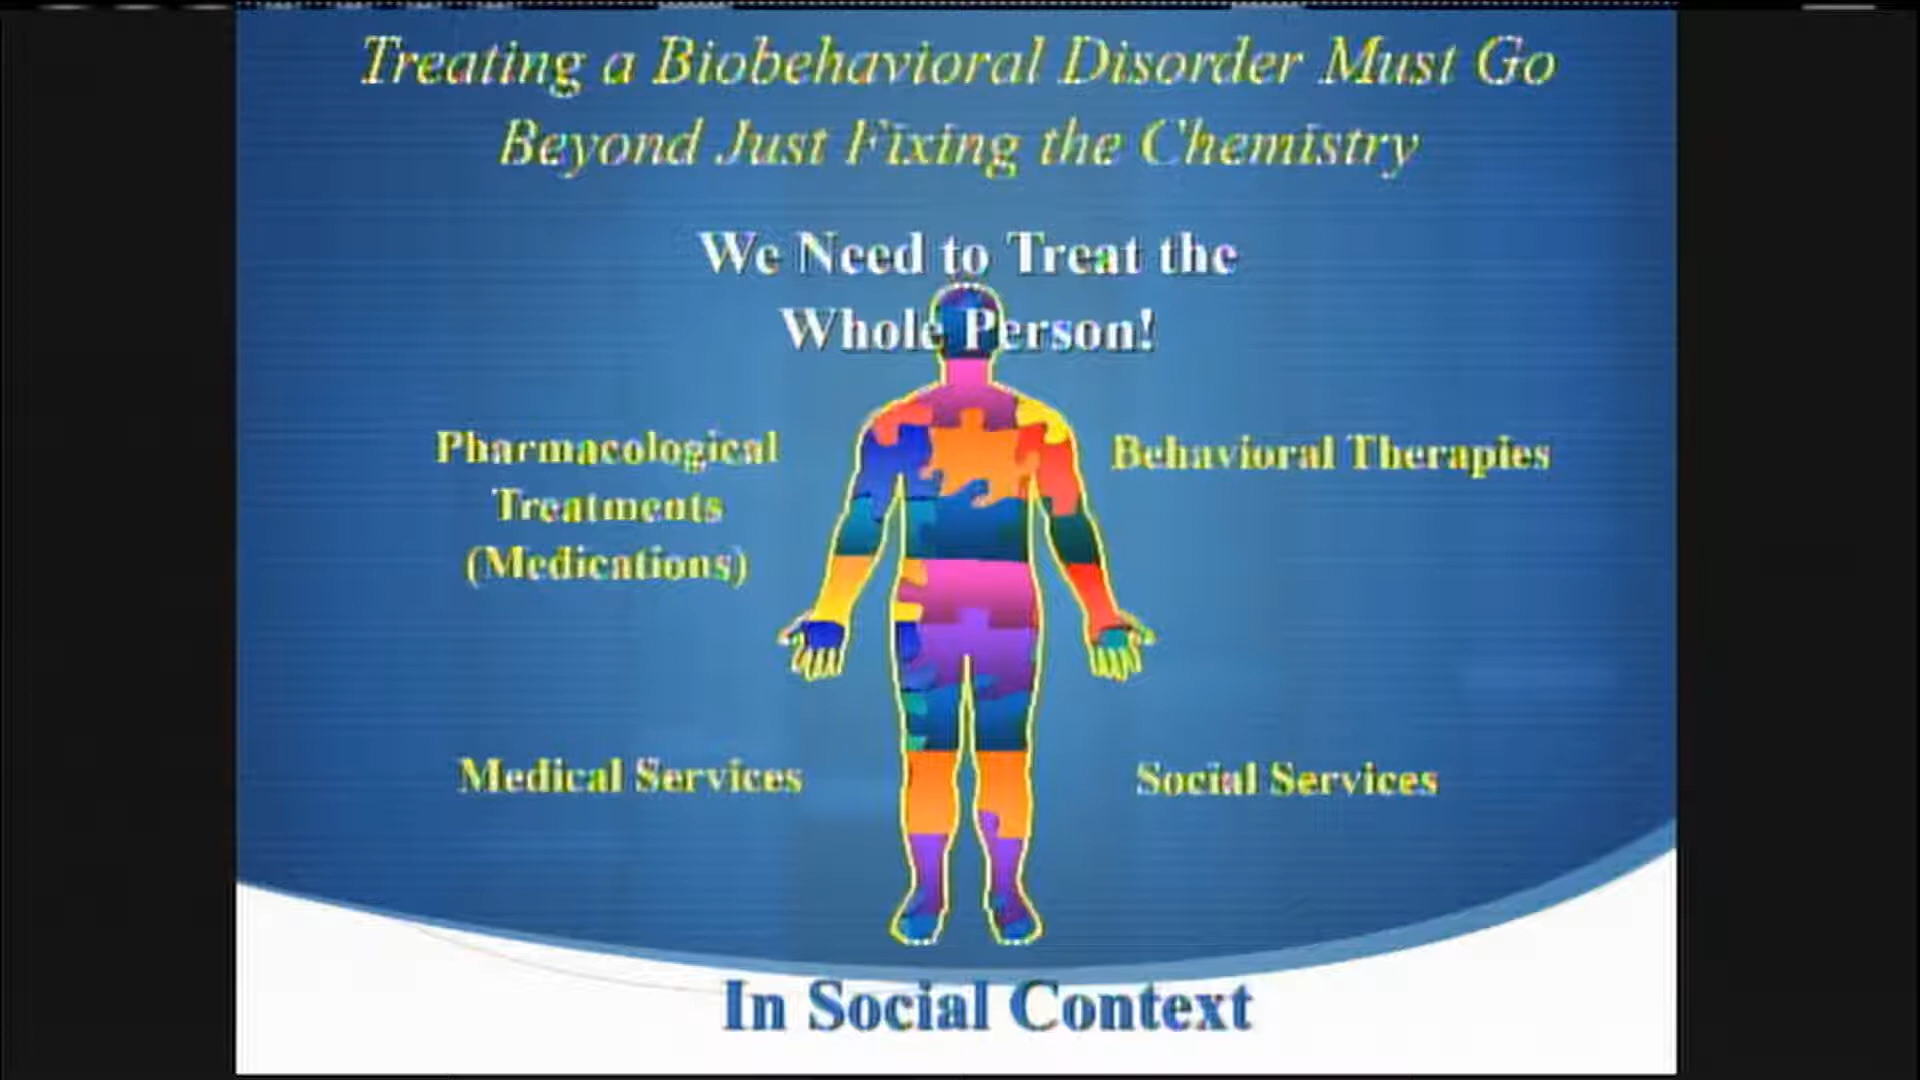 Treating a Biobehavioral Disorder Must Go
Beyond Just Fixing the Chemistry
We Need to Treat the
Whole Person!
Pharmacological
Treatments
(Medications)
Behavioral Therapies
Medical Services
Social Services
In Social Context